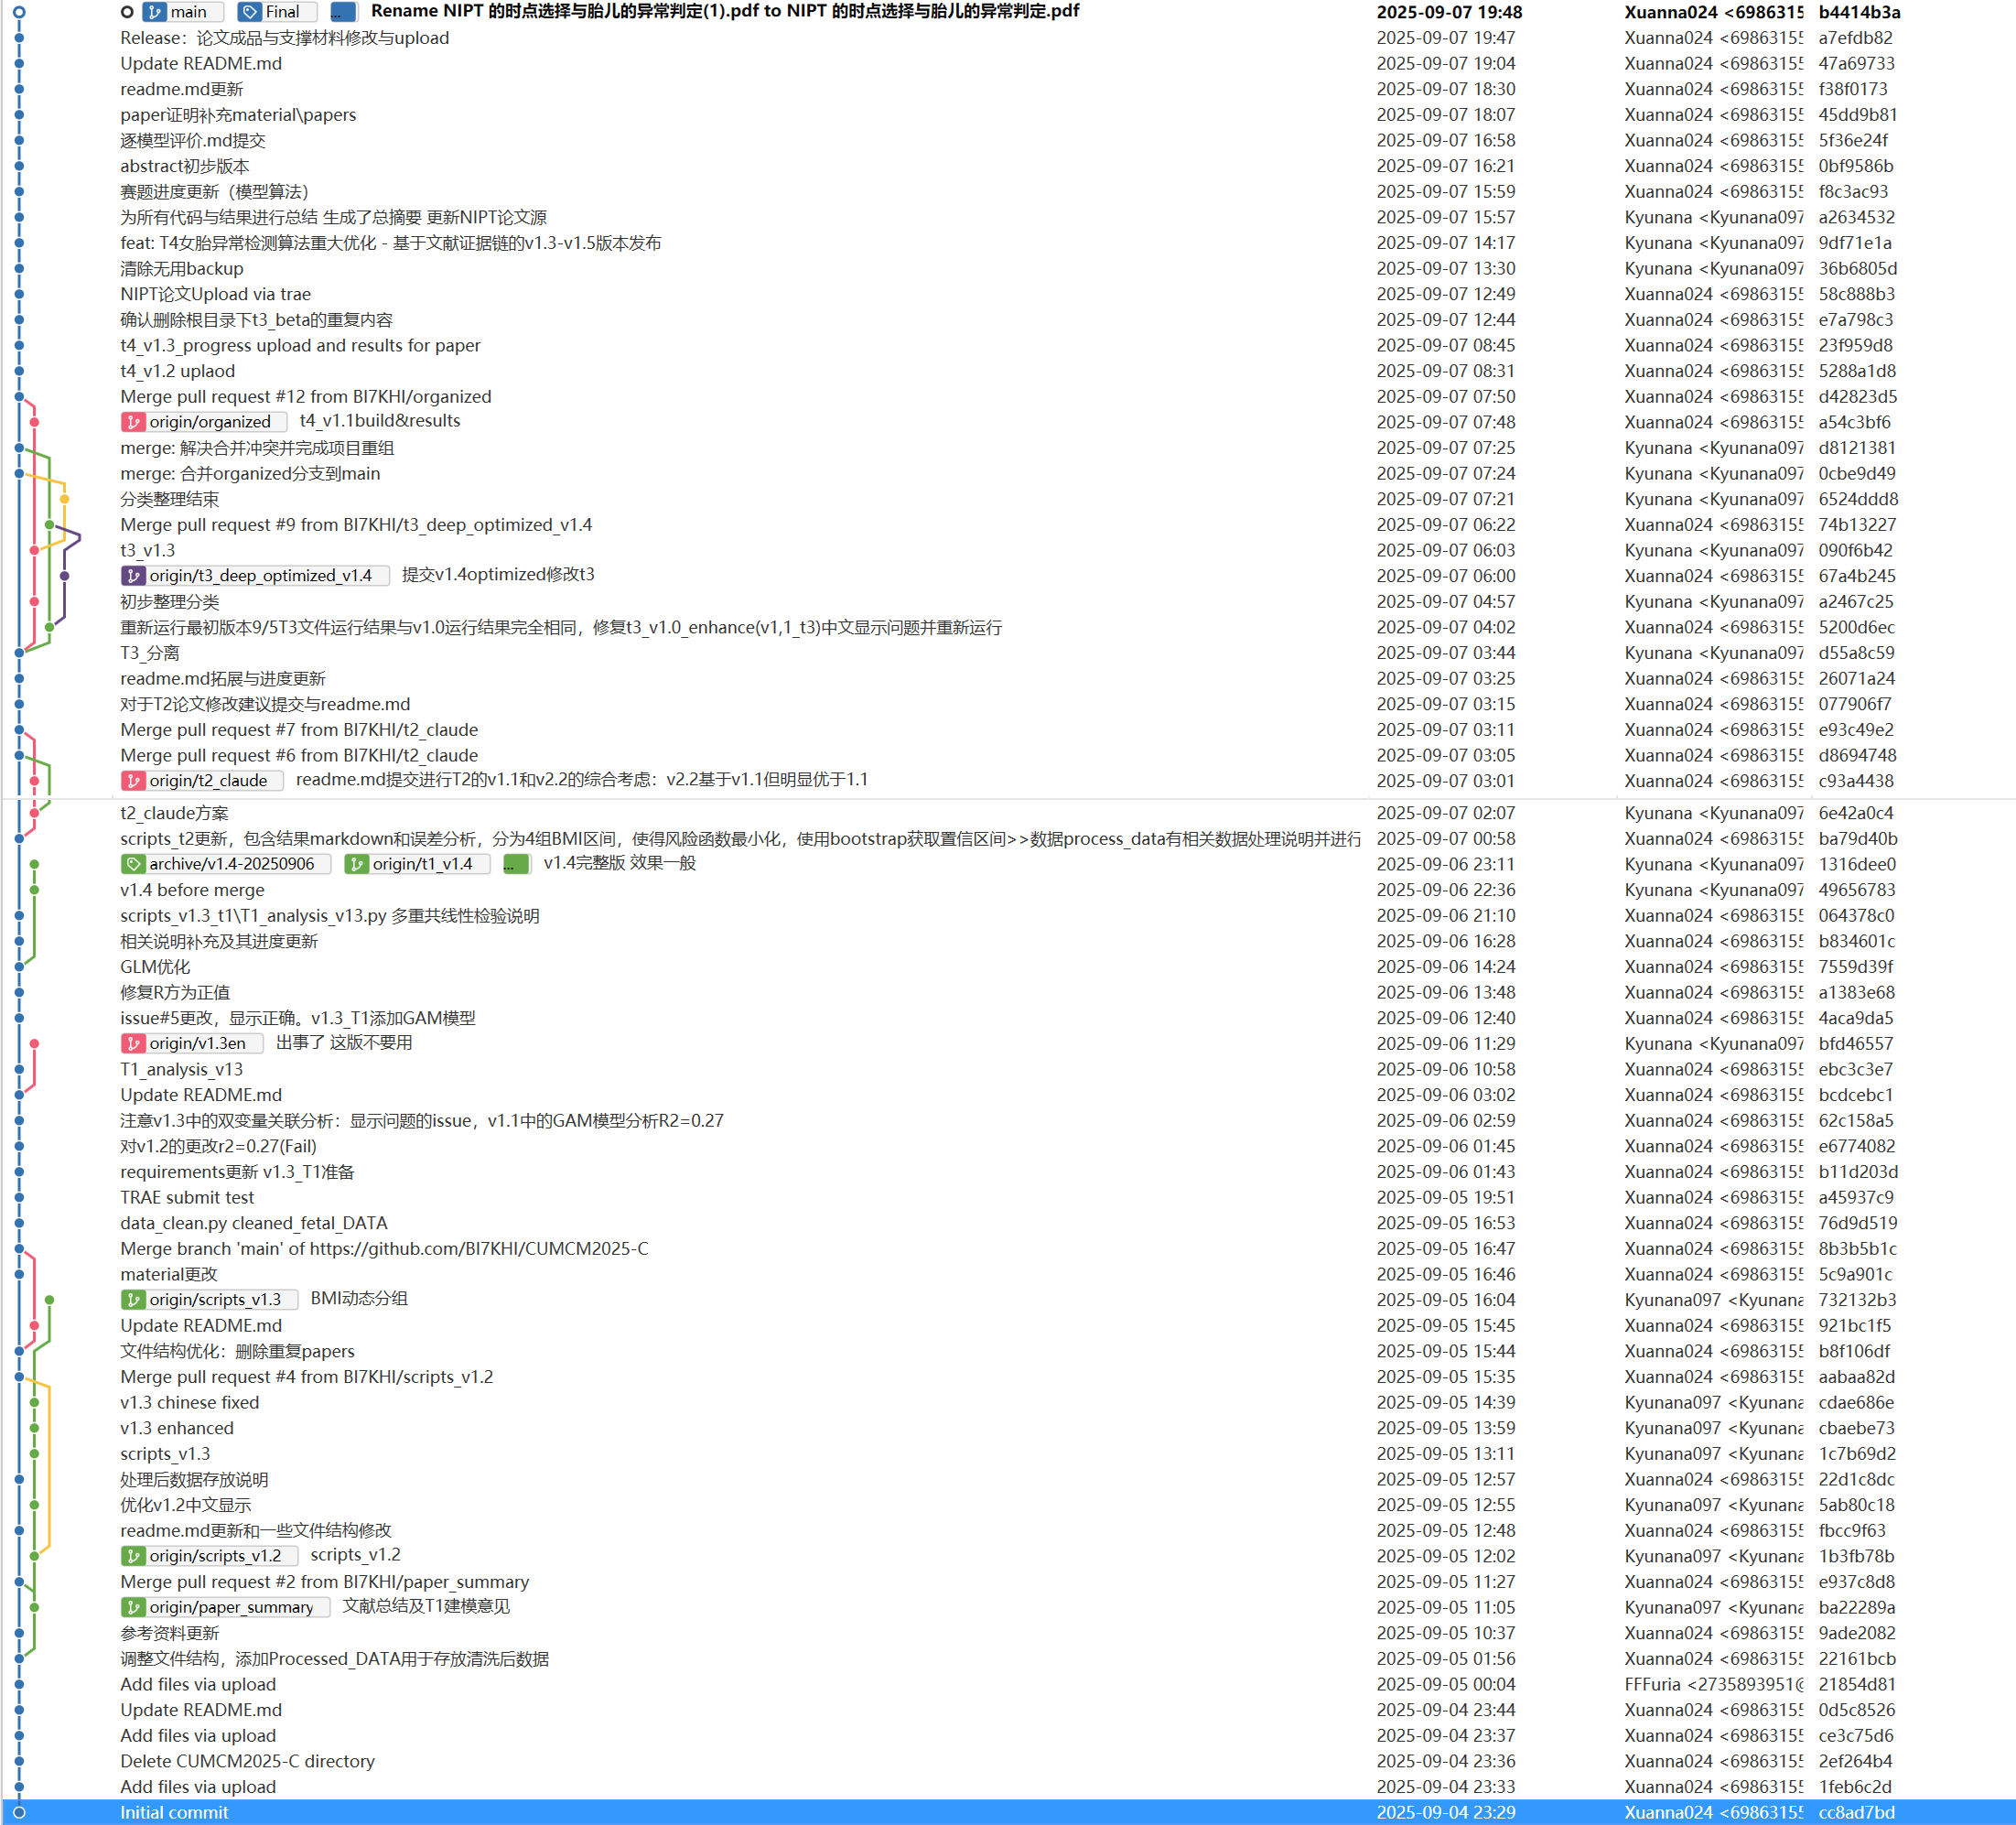 main Final ... Rename NIPT 的时点选择与胎儿的异常判定(1).pdf to NIPT 的时点选择与胎儿的异常判定.pdf 2025-09-07 19:48 Xuanna024 <6986315 b4414b3a
Release：论文成品与支撑材料修改与upload 2025-09-07 19:47 Xuanna024 <6986315 a7efdb82
Update README.md 2025-09-07 19:04 Xuanna024 <6986315 47a69733
readme.md更新 2025-09-07 18:30 Xuanna024 <6986315 f38f0173
paper证明补充material\papers 2025-09-07 18:07 Xuanna024 <6986315 45dd9b81
逐模型评价.md提交 2025-09-07 16:58 Xuanna024 <6986315 5f36e24f
abstract初步版本 2025-09-07 16:21 Xuanna024 <6986315 0bf9586b
赛题进度更新（模型算法） 2025-09-07 15:59 Xuanna024 <6986315 f8c3ac93
为所有代码与结果进行总结 生成了总摘要 更新NIPT论文源 2025-09-07 15:57 Kyunana <Kyunana097 a2634532
feat: T4女胎异常检测算法重大优化 - 基于文献证据链的v1.3-v1.5版本发布 2025-09-07 14:17 Kyunana <Kyunana097 9df71e1a
清除无用backup 2025-09-07 13:30 Kyunana <Kyunana097 36b6805d
NIPT论文Upload via trae 2025-09-07 12:49 Xuanna024 <6986315 58c888b3
确认删除根目录下t3_beta的重复内容 2025-09-07 12:44 Xuanna024 <6986315 e7a798c3
t4_v1.3_progress upload and results for paper 2025-09-07 08:45 Xuanna024 <6986315 23f959d8
t4_v1.2 uplaod 2025-09-07 08:31 Xuanna024 <6986315 5288a1d8
Merge pull request #12 from BI7KHI/organized 2025-09-07 07:50 Xuanna024 <6986315 d42823d5
origin/organized t4_v1.1build&results 2025-09-07 07:48 Xuanna024 <6986315 a54c3bf6
merge: 解决合并冲突并完成项目重组 2025-09-07 07:25 Kyunana <Kyunana097 d8121381
merge: 合并organized分支到main 2025-09-07 07:24 Kyunana <Kyunana097 0cbe9d49
分类整理结束 2025-09-07 07:21 Kyunana <Kyunana097 6524ddd8
Merge pull request #9 from BI7KHI/t3_deep_optimized_v1.4 2025-09-07 06:22 Xuanna024 <6986315 74b13227
t3_v1.3 2025-09-07 06:03 Kyunana <Kyunana097 090f6b42
origin/t3_deep_optimized_v1.4 提交v1.4optimized修改t3 2025-09-07 06:00 Xuanna024 <6986315 67a4b245
初步整理分类 2025-09-07 04:57 Kyunana <Kyunana097 a2467c25
重新运行最初版本9/5T3文件运行结果与v1.0运行结果完全相同，修复t3_v1.0_enhance(v1,1_t3)中文显示问题并重新运行 2025-09-07 04:02 Xuanna024 <6986315 5200d6ec
T3_分离 2025-09-07 03:44 Kyunana <Kyunana097 d55a8c59
readme.md拓展与进度更新 2025-09-07 03:25 Xuanna024 <6986315 26071a24
对于T2论文修改建议提交与readme.md 2025-09-07 03:15 Xuanna024 <6986315 077906f7
Merge pull request #7 from BI7KHI/t2_claude 2025-09-07 03:11 Xuanna024 <6986315 e93c49e2
Merge pull request #6 from BI7KHI/t2_claude 2025-09-07 03:05 Xuanna024 <6986315 d8694748
origin/t2_claude readme.md提交进行T2的v1.1和v2.2的综合考虑：v2.2基于v1.1但明显优于1.1 2025-09-07 03:01 Xuanna024 <6986315 c93a4438
t2_claude方案 2025-09-07 02:07 Kyunana <Kyunana097 6e42a0c4
scripts_t2更新，包含结果markdown和误差分析，分为4组BMI区间，使得风险函数最小化，使用bootstrap获取置信区间>>数据process_data有相关数据处理说明并进行 2025-09-07 00:58 Xuanna024 <6986315 ba79d40b
archive/v1.4-20250906 origin/t1_v1.4 ... v1.4完整版 效果一般 2025-09-06 23:11 Kyunana <Kyunana097 1316dee0
v1.4 before merge 2025-09-06 22:36 Kyunana <Kyunana097 49656783
scripts_v1.3_t1\T1_analysis_v13.py 多重共线性检验说明 2025-09-06 21:10 Xuanna024 <6986315 064378c0
相关说明补充及其进度更新 2025-09-06 16:28 Xuanna024 <6986315 b834601c
GLM优化 2025-09-06 14:24 Xuanna024 <6986315 7559d39f
修复R方为正值 2025-09-06 13:48 Xuanna024 <6986315 a1383e68
issue#5更改，显示正确。v1.3_T1添加GAM模型 2025-09-06 12:40 Xuanna024 <6986315 4aca9da5
origin/v1.3en 出事了 这版不要用 2025-09-06 11:29 Kyunana <Kyunana097 bfd46557
T1_analysis_v13 2025-09-06 10:58 Xuanna024 <6986315 ebc3c3e7
Update README.md 2025-09-06 03:02 Xuanna024 <6986315 bcdcebc1
注意v1.3中的双变量关联分析：显示问题的issue，v1.1中的GAM模型分析R2=0.27 2025-09-06 02:59 Xuanna024 <6986315 62c158a5
对v1.2的更改r2=0.27(Fail) 2025-09-06 01:45 Xuanna024 <6986315 e6774082
requirements更新 v1.3_T1准备 2025-09-06 01:43 Xuanna024 <6986315 b11d203d
TRAE submit test 2025-09-05 19:51 Xuanna024 <6986315 a45937c9
data_clean.py cleaned_fetal_DATA 2025-09-05 16:53 Xuanna024 <6986315 76d9d519
Merge branch 'main' of https://github.com/BI7KHI/CUMCM2025-C 2025-09-05 16:47 Xuanna024 <6986315 8b3b5b1c
material更改 2025-09-05 16:46 Xuanna024 <6986315 5c9a901c
origin/scripts_v1.3 BMI动态分组 2025-09-05 16:04 Kyunana097 <Kyunana 732132b3
Update README.md 2025-09-05 15:45 Xuanna024 <6986315 921bc1f5
文件结构优化：删除重复papers 2025-09-05 15:44 Xuanna024 <6986315 b8f106df
Merge pull request #4 from BI7KHI/scripts_v1.2 2025-09-05 15:35 Xuanna024 <6986315 aabaa82d
v1.3 chinese fixed 2025-09-05 14:39 Kyunana097 <Kyunana cdae686e
v1.3 enhanced 2025-09-05 13:59 Kyunana097 <Kyunana cbaebe73
scripts_v1.3 2025-09-05 13:11 Kyunana097 <Kyunana 1c7b69d2
处理后数据存放说明 2025-09-05 12:57 Xuanna024 <6986315 22d1c8dc
优化v1.2中文显示 2025-09-05 12:55 Kyunana097 <Kyunana 5ab80c18
readme.md更新和一些文件结构修改 2025-09-05 12:48 Xuanna024 <6986315 fbcc9f63
origin/scripts_v1.2 scripts_v1.2 2025-09-05 12:02 Kyunana097 <Kyunana 1b3fb78b
Merge pull request #2 from BI7KHI/paper_summary 2025-09-05 11:27 Xuanna024 <6986315 e937c8d8
origin/paper_summary 文献总结及T1建模意见 2025-09-05 11:05 Kyunana097 <Kyunana ba22289a
参考资料更新 2025-09-05 10:37 Xuanna024 <6986315 9ade2082
调整文件结构，添加Processed_DATA用于存放清洗后数据 2025-09-05 01:56 Xuanna024 <6986315 22161bcb
Add files via upload 2025-09-05 00:04 FFFuria <2735893951@ 21854d81
Update README.md 2025-09-04 23:44 Xuanna024 <6986315 0d5c8526
Add files via upload 2025-09-04 23:37 Xuanna024 <6986315 ce3c75d6
Delete CUMCM2025-C directory 2025-09-04 23:36 Xuanna024 <6986315 2ef264b4
Add files via upload 2025-09-04 23:33 Xuanna024 <6986315 1feb6c2d
Initial commit 2025-09-04 23:29 Xuanna024 <6986315 cc8ad7bd